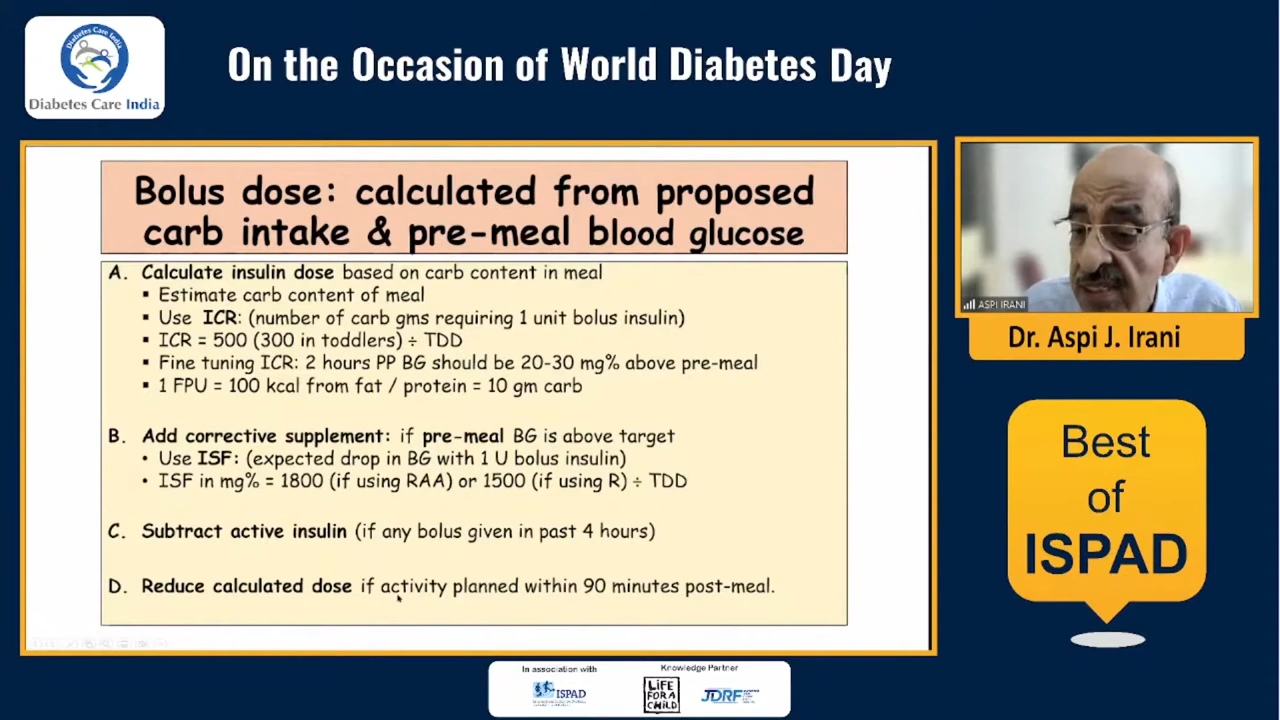 Diabetes Care India
Diabetes Care India
On the Occasion of World Diabetes Day
Bolus dose: calculated from proposed
carb intake & pre-meal blood glucose
A. Calculate insulin dose based on carb content in meal
▪ Estimate carb content of meal
▪ Use ICR: (number of carb gms requiring 1 unit bolus insulin)
▪ ICR = 500 (300 in toddlers) ÷ TDD
▪ Fine tuning ICR: 2 hours PP BG should be 20-30 mg% above pre-meal
▪ 1 FPU = 100 kcal from fat / protein = 10 gm carb
B. Add corrective supplement: if pre-meal BG is above target
• Use ISF: (expected drop in BG with 1 U bolus insulin)
• ISF in mg% = 1800 (if using RAA) or 1500 (if using R) ÷ TDD
C. Subtract active insulin (if any bolus given in past 4 hours)
D. Reduce calculated dose if activity planned within 90 minutes post-meal.
ASPI IRANI
Dr. Aspi J. Irani
Best
of
ISPAD
In association with
ISPAD
Knowledge Partner
LiFE
FOR A
CHiLD
JDRF